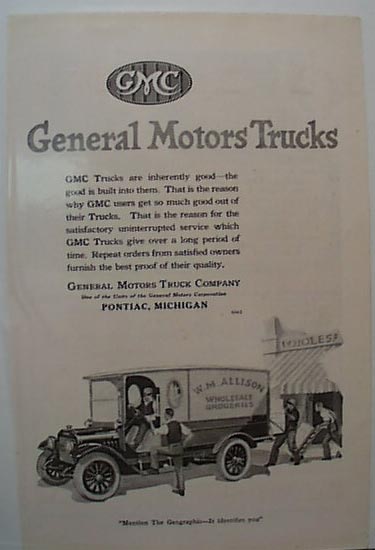 GMC
General Motors Trucks
GMC Trucks are inherently good—the
good is built into them. That is the reason
why GMC users get so much good out of
their Trucks. That is the reason for the
satisfactory uninterrupted service which
GMC Trucks give over a long period of
time. Repeat orders from satisfied owners
furnish the best proof of their quality.
GENERAL MOTORS TRUCK COMPANY
One of the Units of the General Motors Corporation
PONTIAC, MICHIGAN
WHOLESA
W.M. ALLISON
WHOLESALE
GROCERIES
"Mention The Geographic—It identifies you"